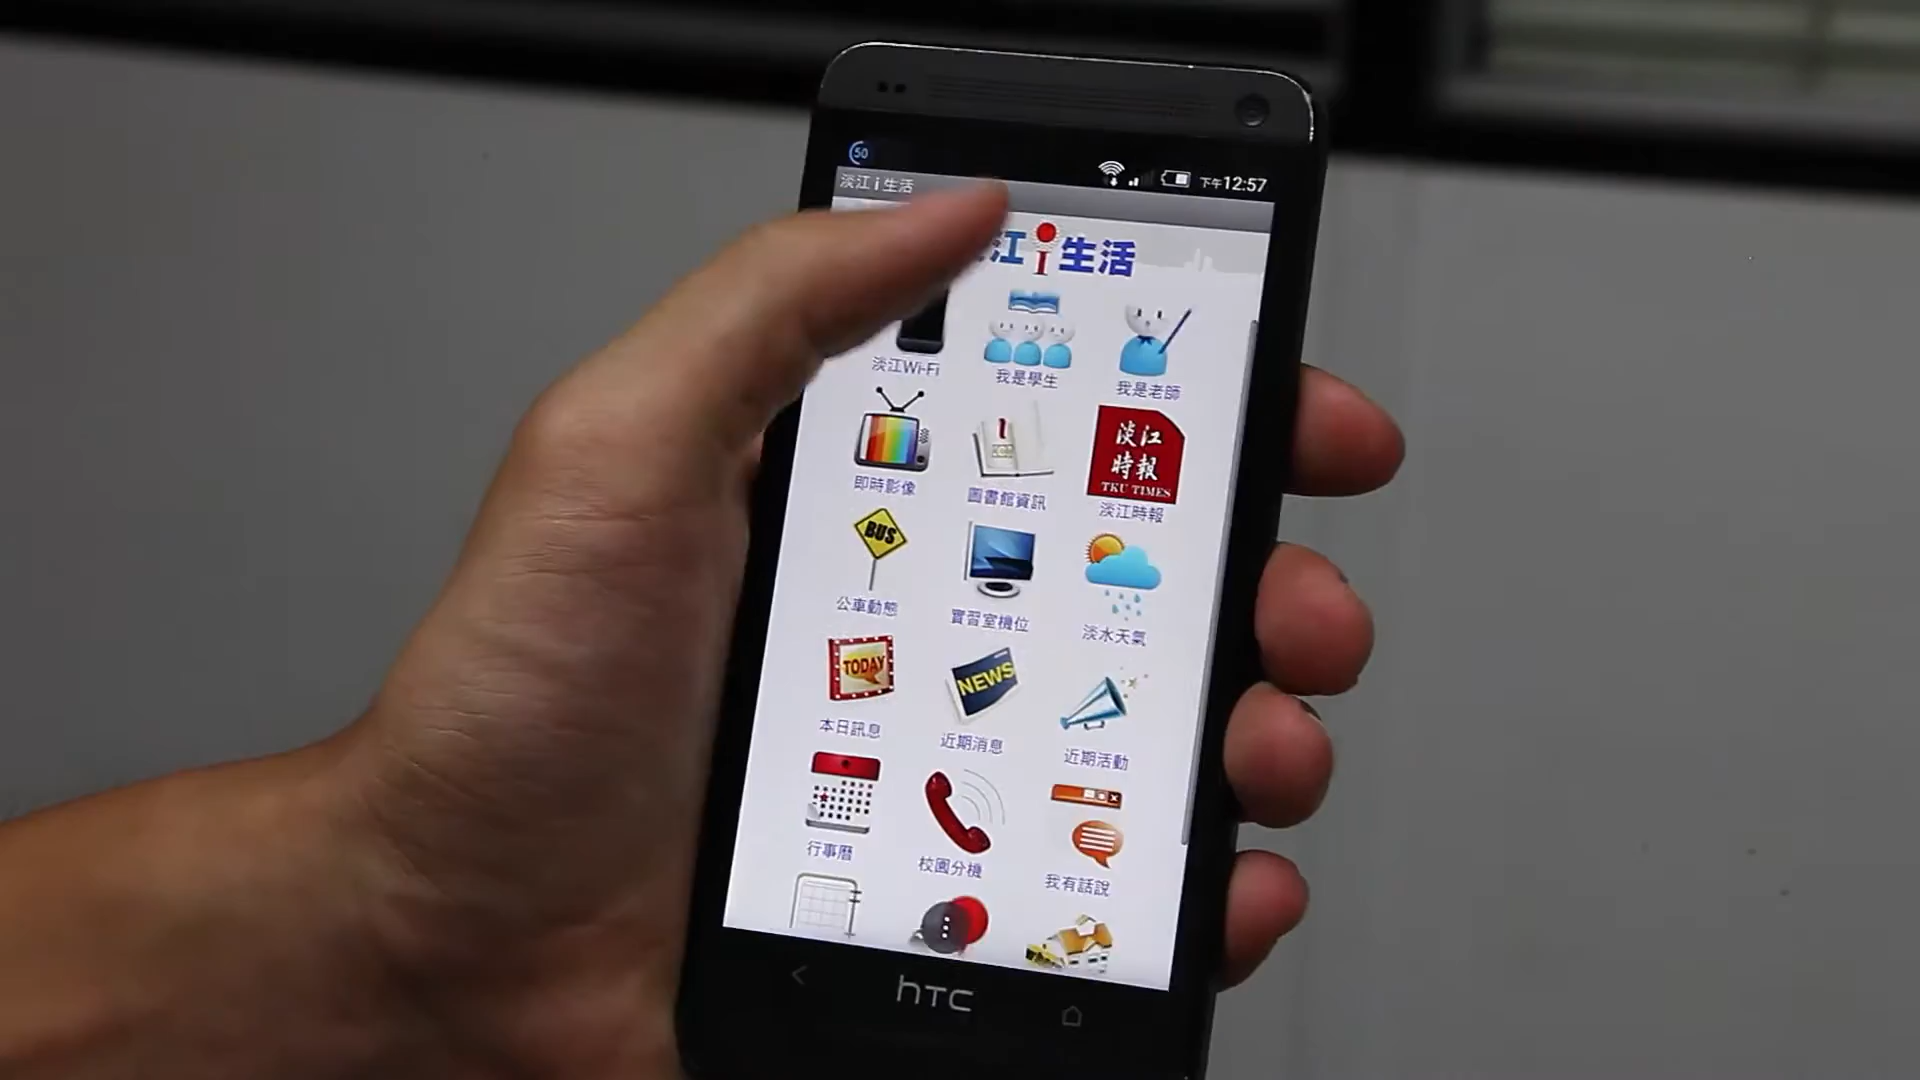 50
下午12:57
淡江i生活
江i生活
淡江Wi-Fi
我是學生
我是老師
淡江
時報
TKU TIMES
即時影像
圖書館資訊
淡江時報
BUS
公車動態
實習室機位
淡水天氣
TODAY
NEWS
本日訊息
近期消息
近期活動
行事曆
校園分機
我有話說
hTC